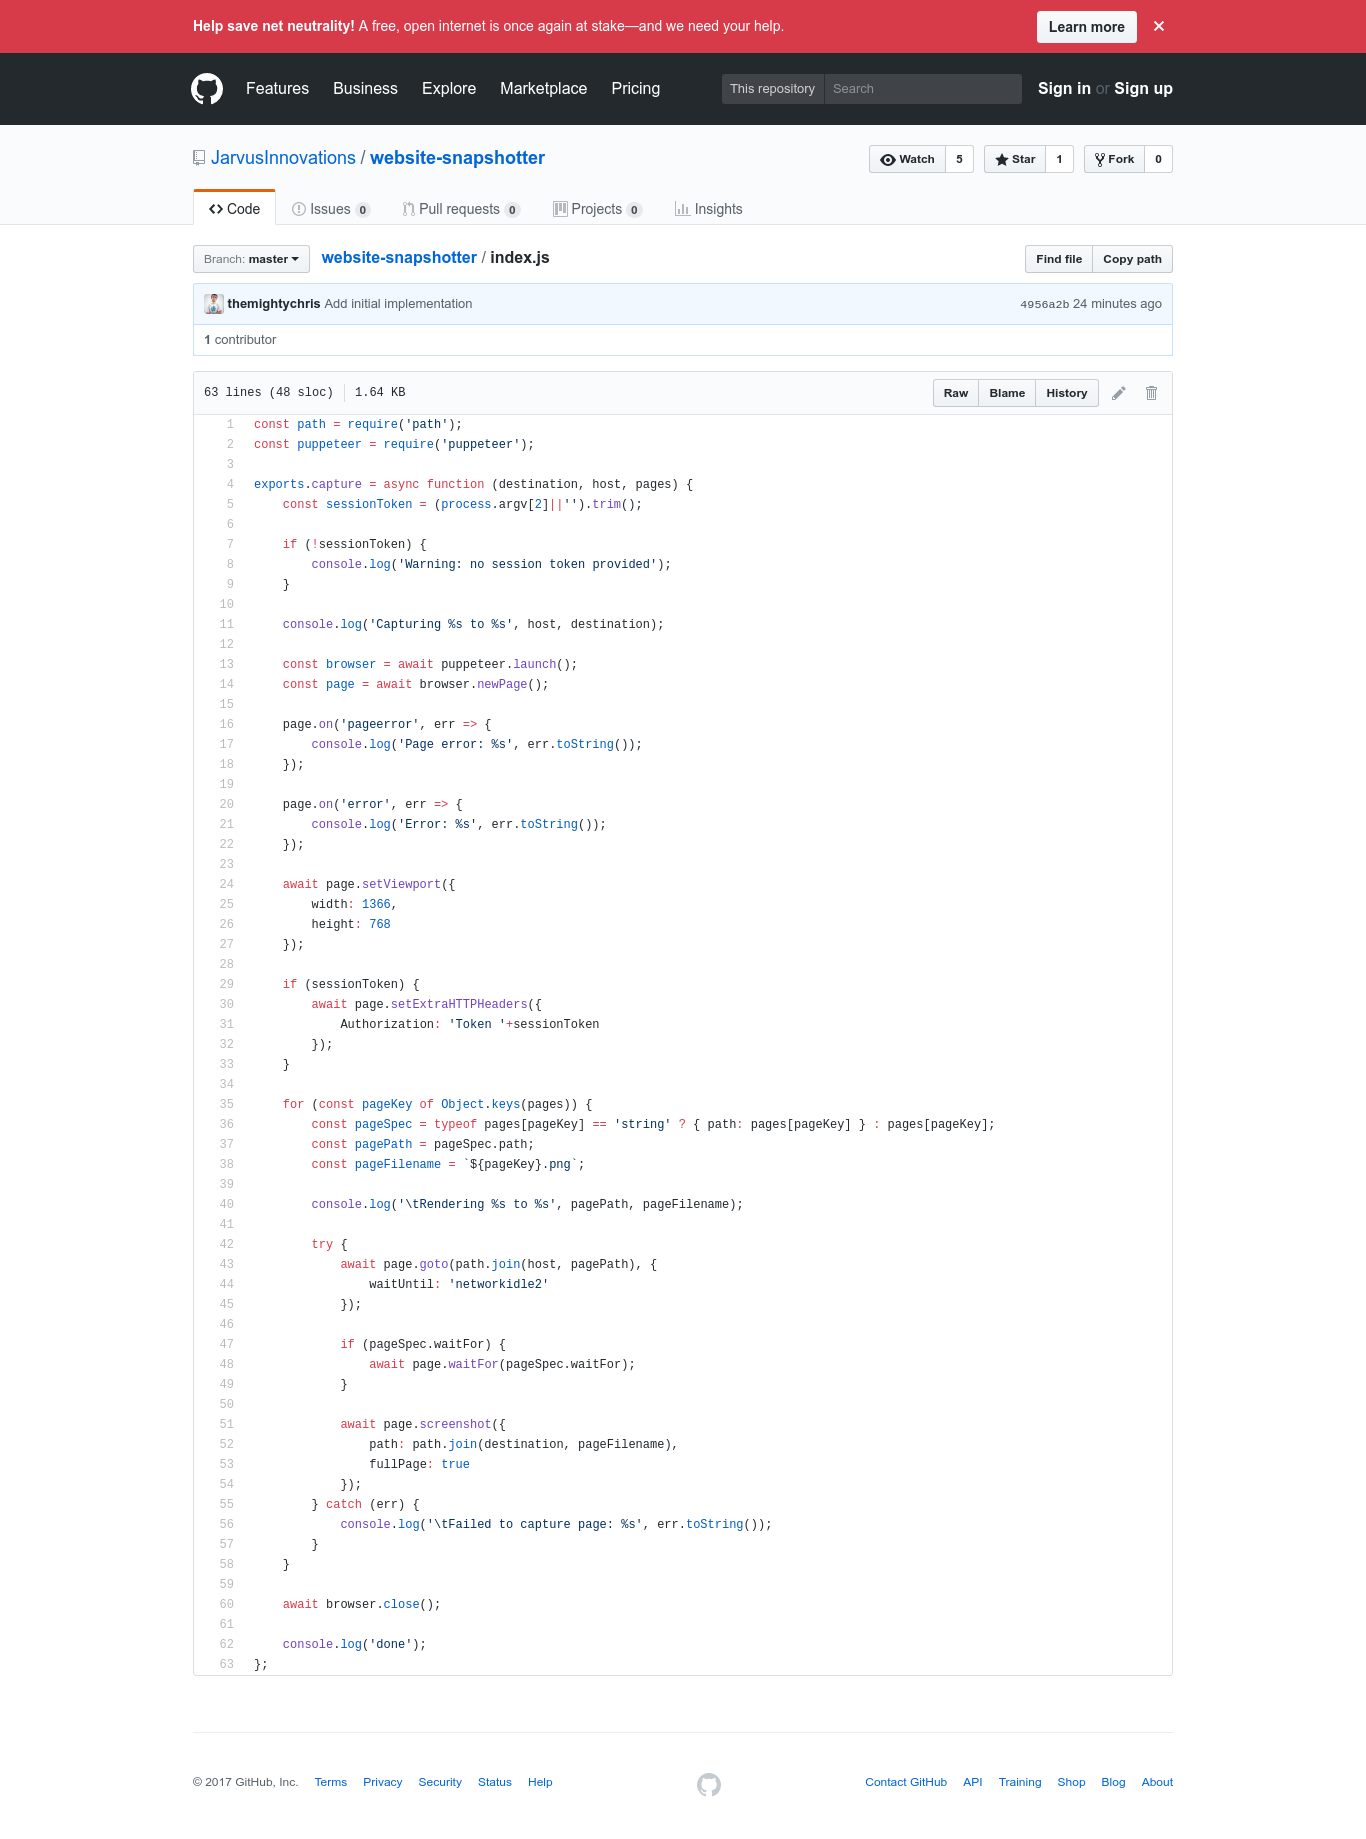 Help save net neutrality! A free, open internet is once again at stake—and we need your help. Learn more
Features Business Explore Marketplace Pricing This repository Search Sign in or Sign up
JarvusInnovations / website-snapshotter Watch 5 Star 1 Fork 0
Code Issues 0 Pull requests 0 Projects 0 Insights
Branch: master website-snapshotter / index.js Find file Copy path
themightychris Add initial implementation 4956a2b 24 minutes ago
1 contributor
63 lines (48 sloc) 1.64 KB Raw Blame History
1 const path = require('path');
2 const puppeteer = require('puppeteer');
3
4 exports.capture = async function (destination, host, pages) {
5     const sessionToken = (process.argv[2]||'').trim();
6
7     if (!sessionToken) {
8         console.log('Warning: no session token provided');
9     }
10
11     console.log('Capturing %s to %s', host, destination);
12
13     const browser = await puppeteer.launch();
14     const page = await browser.newPage();
15
16     page.on('pageerror', err => {
17         console.log('Page error: %s', err.toString());
18     });
19
20     page.on('error', err => {
21         console.log('Error: %s', err.toString());
22     });
23
24     await page.setViewport({
25         width: 1366,
26         height: 768
27     });
28
29     if (sessionToken) {
30         await page.setExtraHTTPHeaders({
31             Authorization: 'Token '+sessionToken
32         });
33     }
34
35     for (const pageKey of Object.keys(pages)) {
36         const pageSpec = typeof pages[pageKey] == 'string' ? { path: pages[pageKey] } : pages[pageKey];
37         const pagePath = pageSpec.path;
38         const pageFilename = `${pageKey}.png`;
39
40         console.log('\tRendering %s to %s', pagePath, pageFilename);
41
42         try {
43             await page.goto(path.join(host, pagePath), {
44                 waitUntil: 'networkidle2'
45             });
46
47             if (pageSpec.waitFor) {
48                 await page.waitFor(pageSpec.waitFor);
49             }
50
51             await page.screenshot({
52                 path: path.join(destination, pageFilename),
53                 fullPage: true
54             });
55         } catch (err) {
56             console.log('\tFailed to capture page: %s', err.toString());
57         }
58     }
59
60     await browser.close();
61
62     console.log('done');
63 };
© 2017 GitHub, Inc. Terms Privacy Security Status Help Contact GitHub API Training Shop Blog About